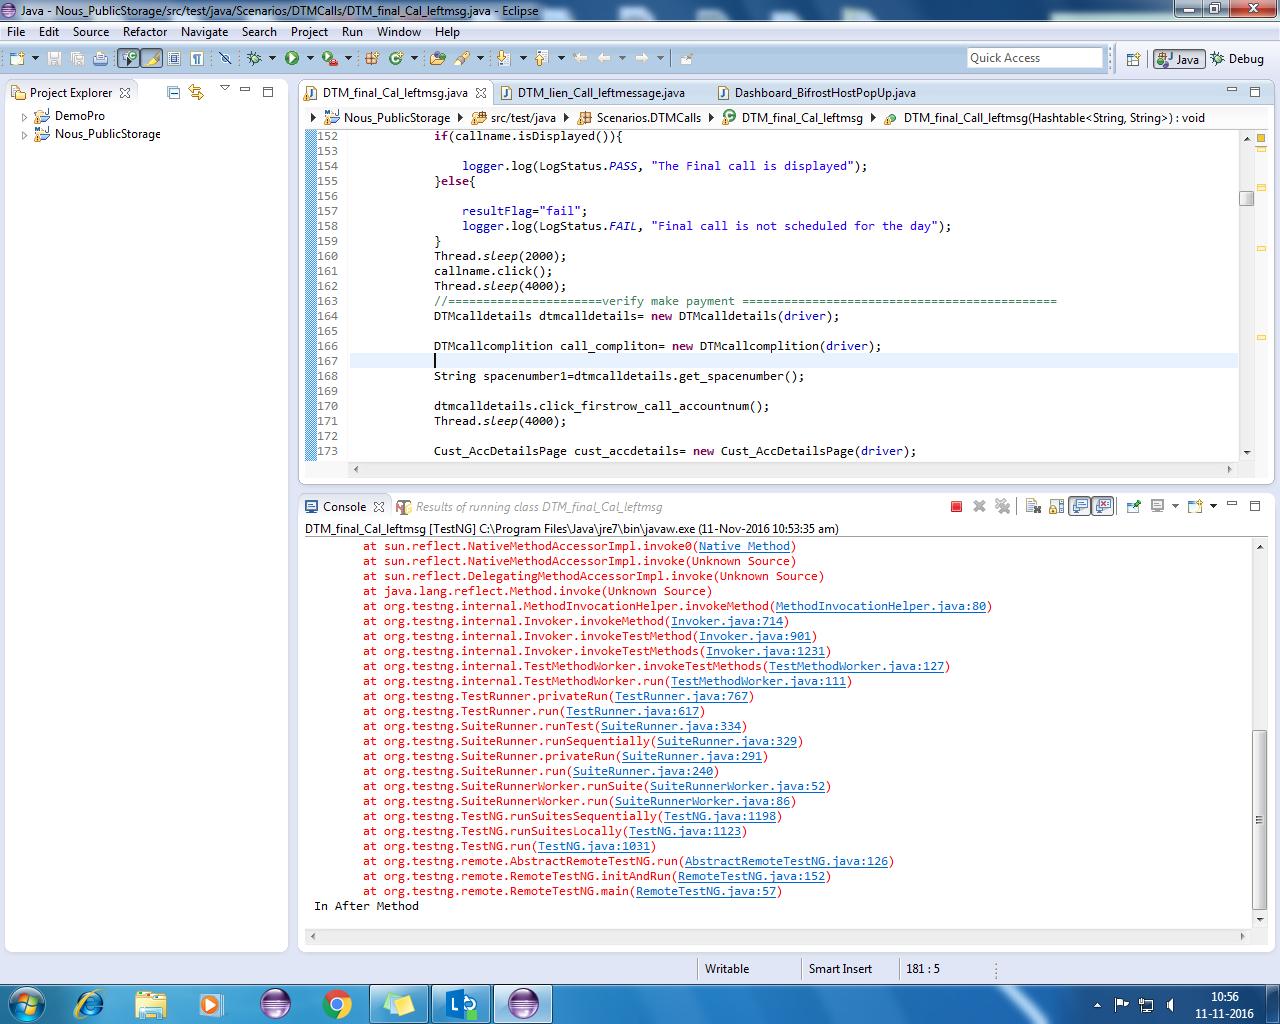 Java - Nous_PublicStorage/src/test/java/Scenarios/DTMCalls/DTM_final_Cal_leftmsg.java - Eclipse
File Edit Source Refactor Navigate Search Project Run Window Help
Quick Access Java Debug
Project Explorer
DemoPro
Nous_PublicStorage
DTM_final_Cal_leftmsg.java DTM_lien_Call_leftmessage.java Dashboard_BifrostHostPopUp.java
Nous_PublicStorage src/test/java Scenarios.DTMCalls DTM_final_Cal_leftmsg DTM_final_Call_leftmsg(Hashtable<String, String>) : void
152 if(callname.isDisplayed()){
153
154 logger.log(LogStatus.PASS, "The Final call is displayed");
155 }else{
156
157 resultFlag="fail";
158 logger.log(LogStatus.FAIL, "Final call is not scheduled for the day");
159 }
160 Thread.sleep(2000);
161 callname.click();
162 Thread.sleep(4000);
163 //======================verify make payment =============================================
164 DTMcalldetails dtmcalldetails= new DTMcalldetails(driver);
165
166 DTMcallcomplition call_compliton= new DTMcallcomplition(driver);
167
168 String spacenumber1=dtmcalldetails.get_spacenumber();
169
170 dtmcalldetails.click_firstrow_call_accountnum();
171 Thread.sleep(4000);
172
173 Cust_AccDetailsPage cust_accdetails= new Cust_AccDetailsPage(driver);
Console Results of running class DTM_final_Cal_leftmsg
DTM_final_Cal_leftmsg [TestNG] C:\Program Files\Java\jre7\bin\javaw.exe (11-Nov-2016 10:53:35 am)
at sun.reflect.NativeMethodAccessorImpl.invoke0(Native Method)
at sun.reflect.NativeMethodAccessorImpl.invoke(Unknown Source)
at sun.reflect.DelegatingMethodAccessorImpl.invoke(Unknown Source)
at java.lang.reflect.Method.invoke(Unknown Source)
at org.testng.internal.MethodInvocationHelper.invokeMethod(MethodInvocationHelper.java:80)
at org.testng.internal.Invoker.invokeMethod(Invoker.java:714)
at org.testng.internal.Invoker.invokeTestMethod(Invoker.java:901)
at org.testng.internal.Invoker.invokeTestMethods(Invoker.java:1231)
at org.testng.internal.TestMethodWorker.invokeTestMethods(TestMethodWorker.java:127)
at org.testng.internal.TestMethodWorker.run(TestMethodWorker.java:111)
at org.testng.TestRunner.privateRun(TestRunner.java:767)
at org.testng.TestRunner.run(TestRunner.java:617)
at org.testng.SuiteRunner.runTest(SuiteRunner.java:334)
at org.testng.SuiteRunner.runSequentially(SuiteRunner.java:329)
at org.testng.SuiteRunner.privateRun(SuiteRunner.java:291)
at org.testng.SuiteRunner.run(SuiteRunner.java:240)
at org.testng.SuiteRunnerWorker.runSuite(SuiteRunnerWorker.java:52)
at org.testng.SuiteRunnerWorker.run(SuiteRunnerWorker.java:86)
at org.testng.TestNG.runSuitesSequentially(TestNG.java:1198)
at org.testng.TestNG.runSuitesLocally(TestNG.java:1123)
at org.testng.TestNG.run(TestNG.java:1031)
at org.testng.remote.AbstractRemoteTestNG.run(AbstractRemoteTestNG.java:126)
at org.testng.remote.RemoteTestNG.initAndRun(RemoteTestNG.java:152)
at org.testng.remote.RemoteTestNG.main(RemoteTestNG.java:57)
In After Method
Writable Smart Insert 181 : 5
10:56
11-11-2016